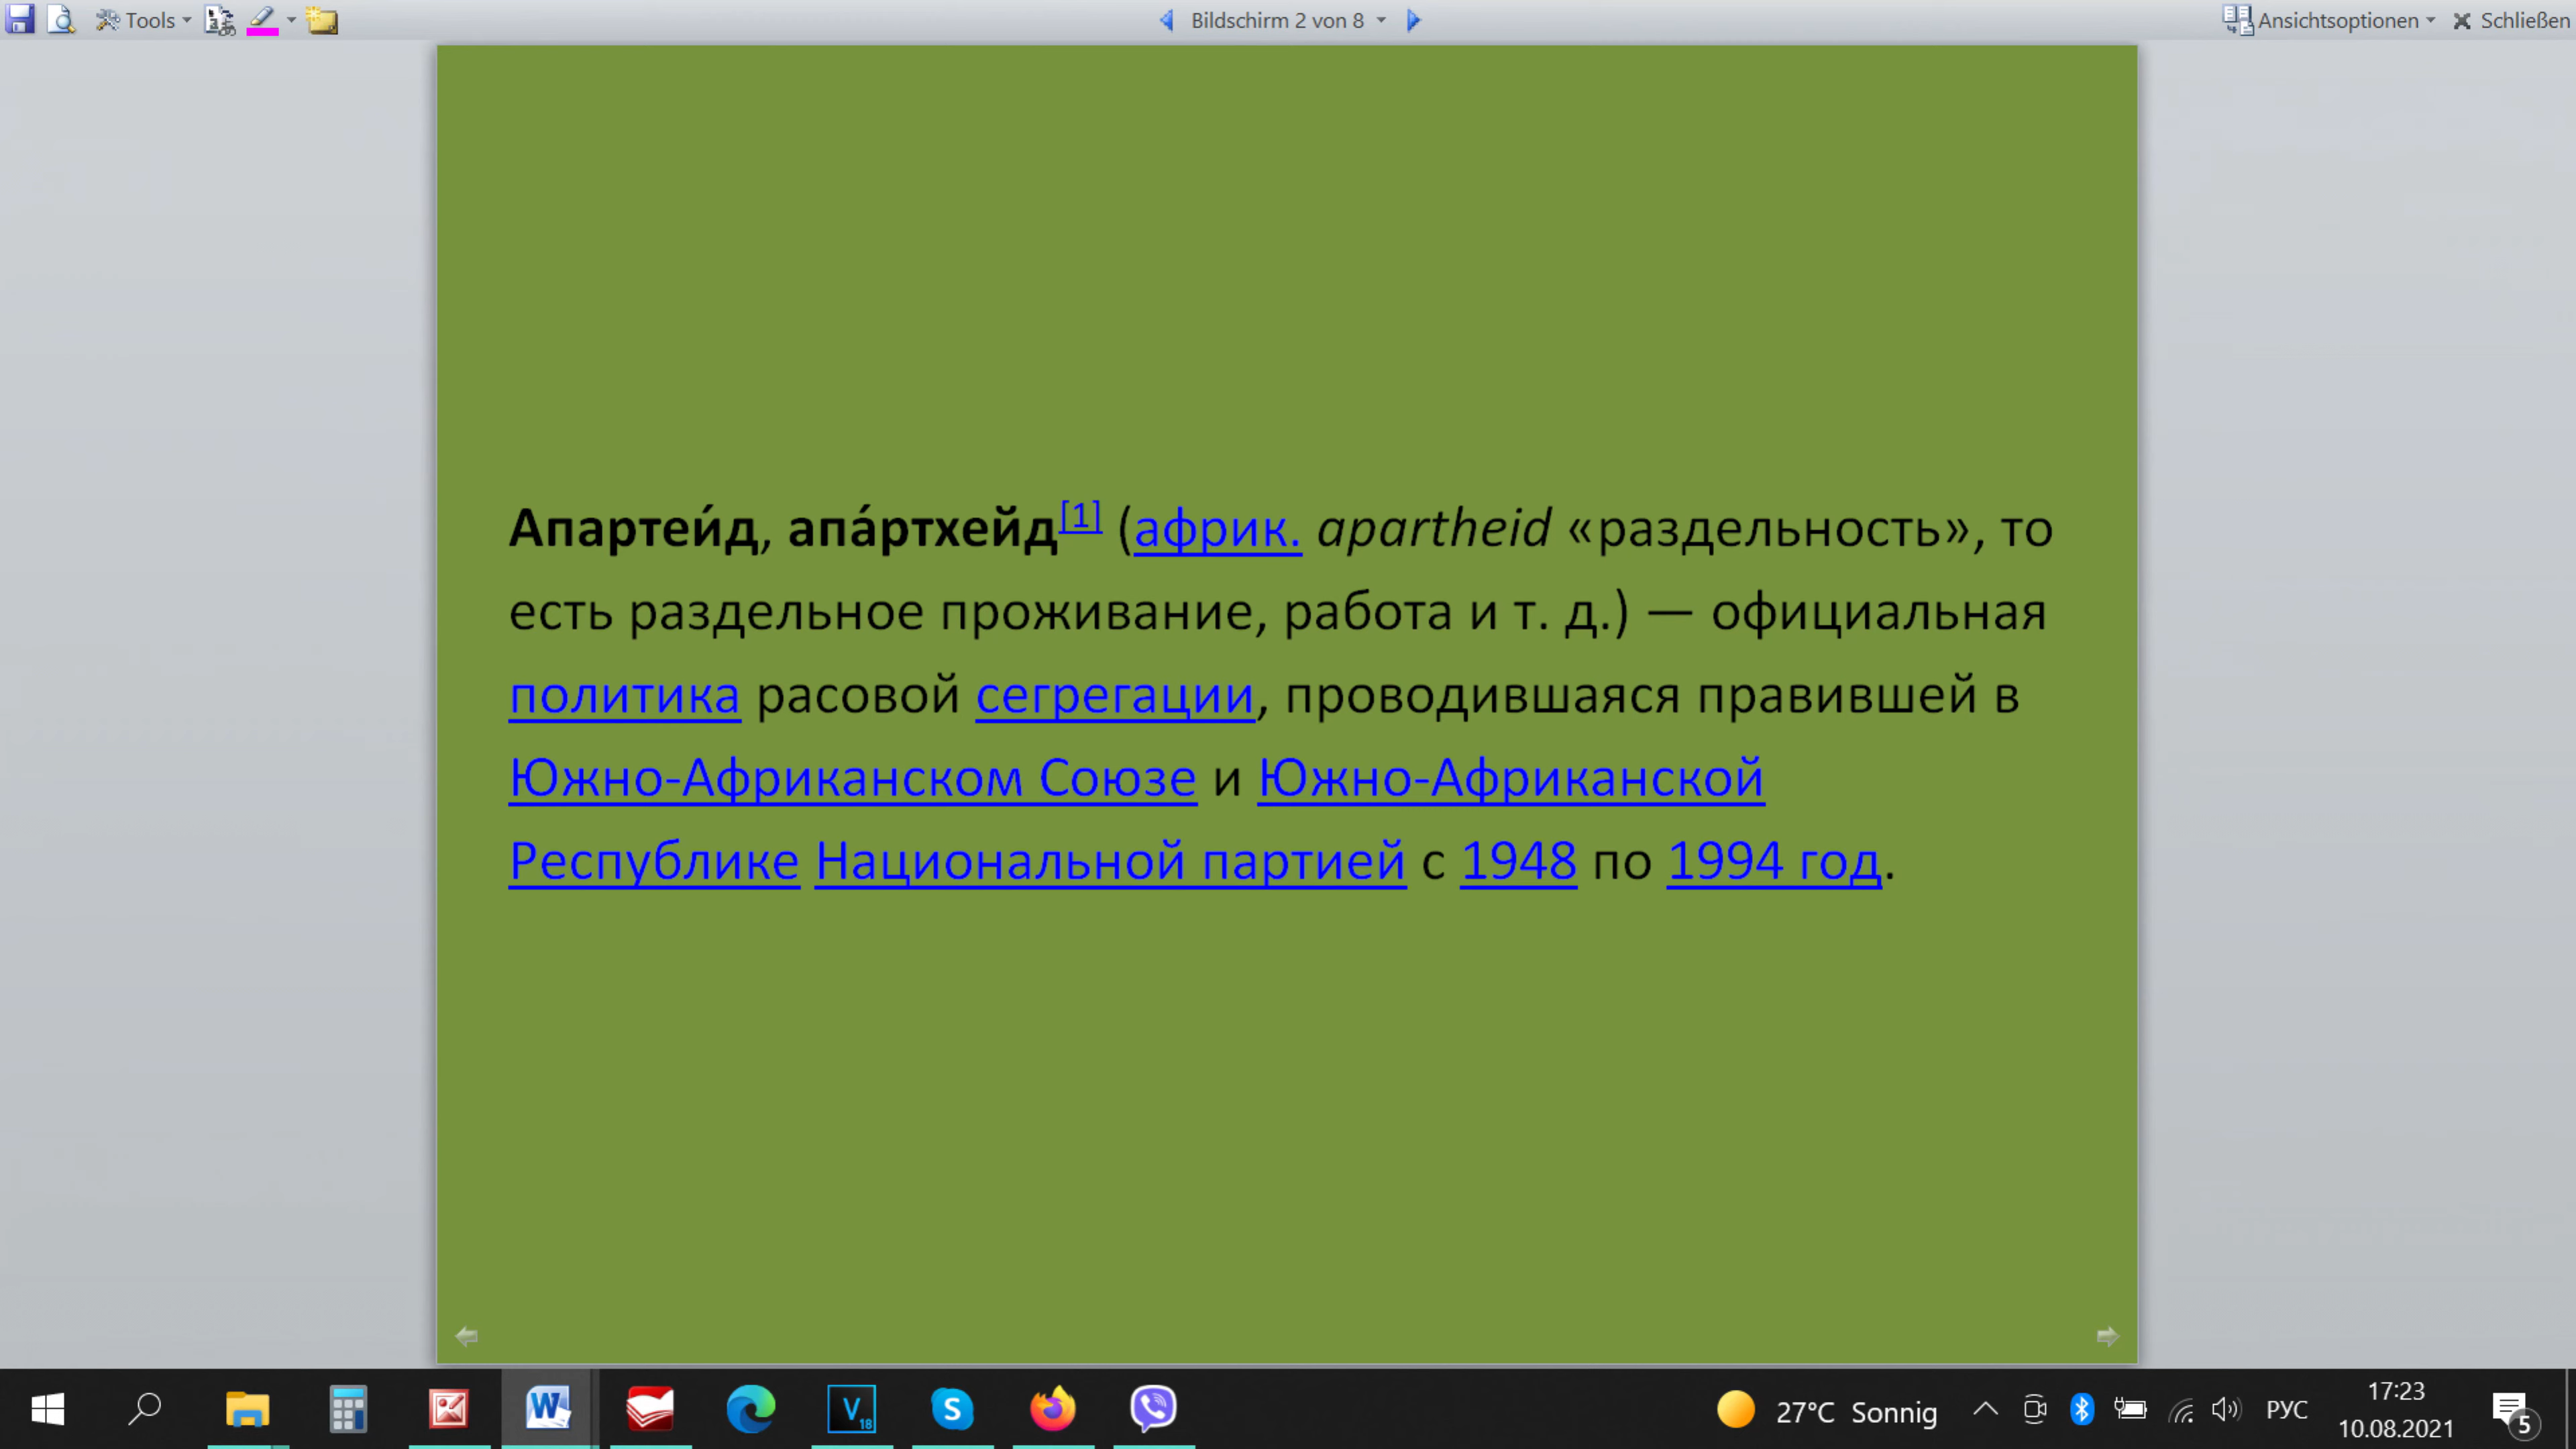 Tools
Bildschirm 2 von 8
Ansichtsoptionen
Schließen
Апартеи́д, апа́ртхейд[1] (африк. apartheid «раздельность», то
есть раздельное проживание, работа и т. д.) — официальная
политика расовой сегрегации, проводившаяся правившей в
Южно-Африканском Союзе и Южно-Африканской
Республике Национальной партией с 1948 по 1994 год.
W
V
18
S
27°C Sonnig
РУС
17:23
10.08.2021
5